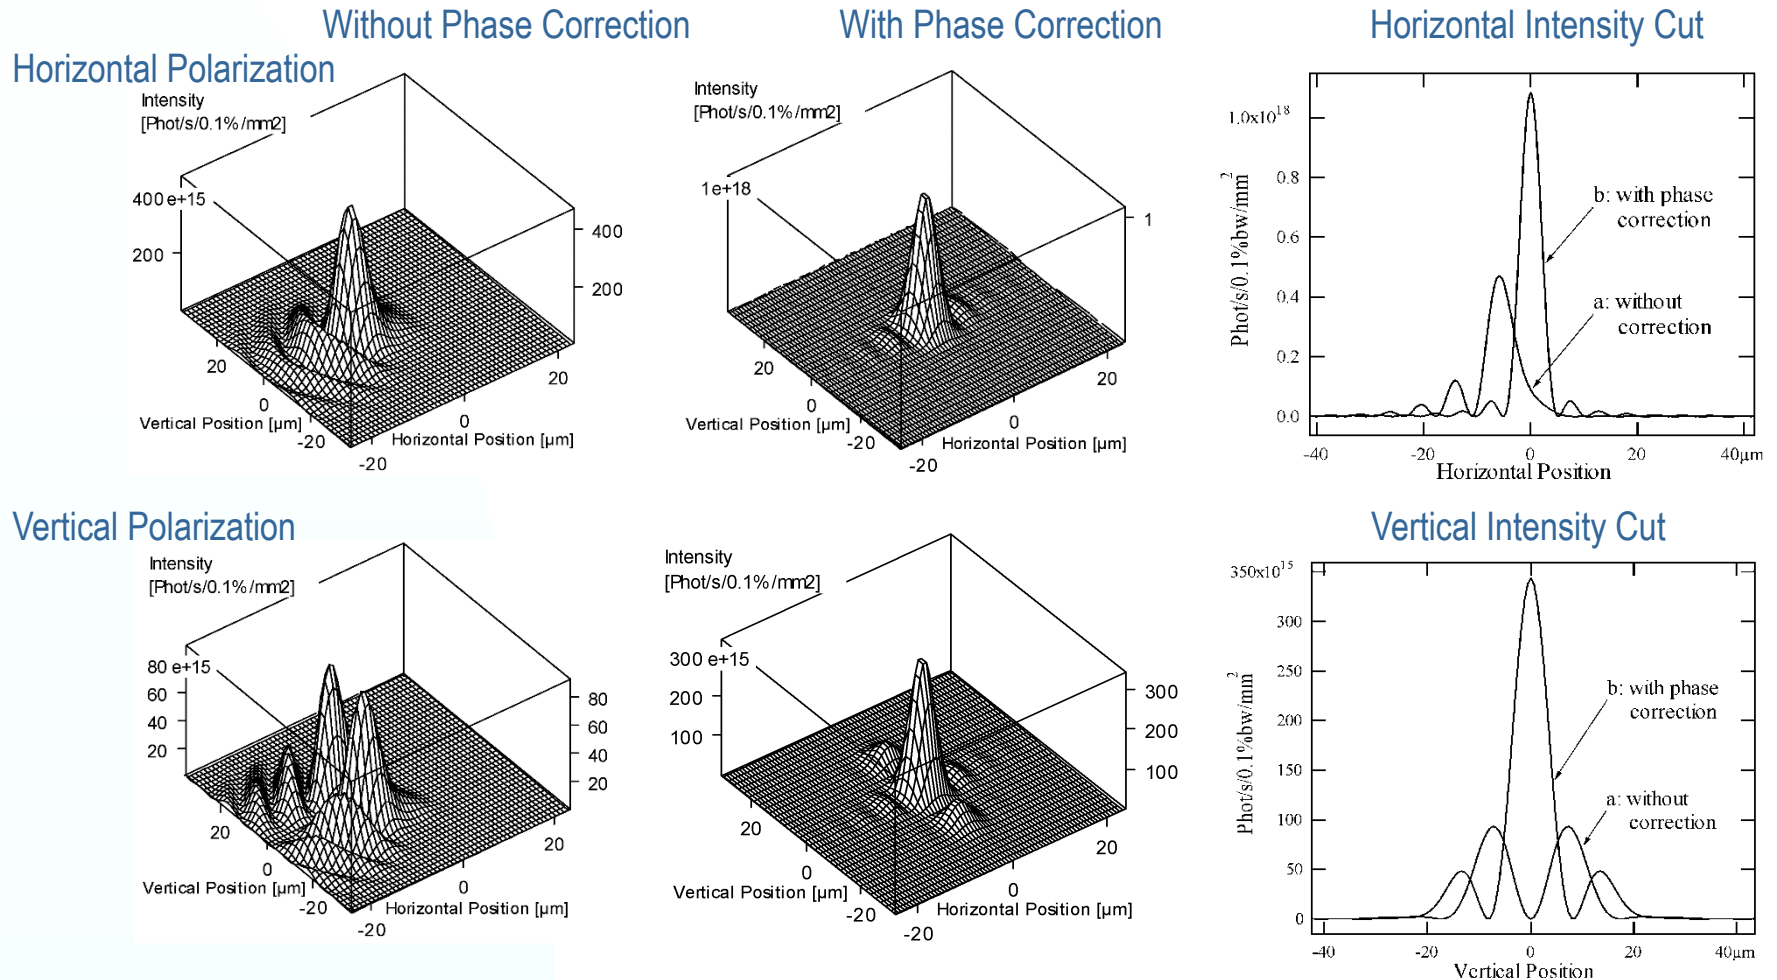 Without Phase Correction
With Phase Correction
Horizontal Intensity Cut
Horizontal Polarization
Intensity
[Phot/s/0.1%/mm2]
400 e+15
200
400
200
20
0
-20
Vertical Position [µm]
-20
0
20
Horizontal Position [µm]
Intensity
[Phot/s/0.1%/mm2]
1e+18
1
20
0
-20
Vertical Position [µm]
-20
0
20
Horizontal Position [µm]
1.0x10¹⁸
0.8
0.6
0.4
0.2
0.0
Phot/s/0.1%bw/mm²
b: with phase
correction
a: without
correction
-40
-20
0
20
40µm
Horizontal Position
Vertical Polarization
Vertical Intensity Cut
Intensity
[Phot/s/0.1%/mm2]
80 e+15
60
40
20
80
60
40
20
20
0
-20
Vertical Position [µm]
-20
0
20
Horizontal Position [µm]
Intensity
[Phot/s/0.1%/mm2]
300 e+15
200
100
300
200
100
20
0
-20
Vertical Position [µm]
-20
0
20
Horizontal Position [µm]
350x10¹⁵
300
250
200
150
100
50
0
Phot/s/0.1%bw/mm²
b: with phase
correction
a: without
correction
-40
-20
0
20
40µm
Vertical Position